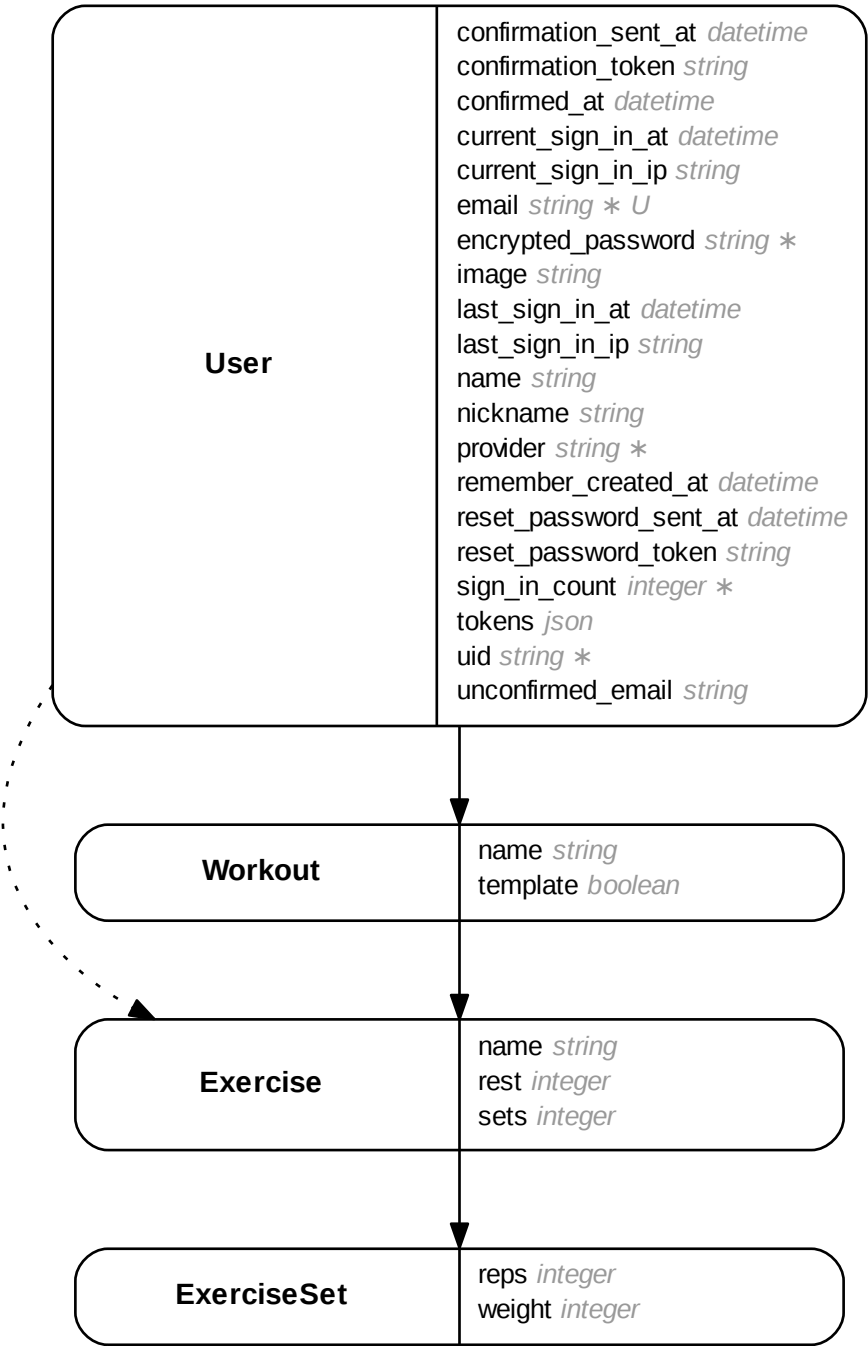 User
confirmation_sent_at datetime
confirmation_token string
confirmed_at datetime
current_sign_in_at datetime
current_sign_in_ip string
email string ∗ U
encrypted_password string ∗
image string
last_sign_in_at datetime
last_sign_in_ip string
name string
nickname string
provider string ∗
remember_created_at datetime
reset_password_sent_at datetime
reset_password_token string
sign_in_count integer ∗
tokens json
uid string ∗
unconfirmed_email string
Workout
name string
template boolean
Exercise
name string
rest integer
sets integer
ExerciseSet
reps integer
weight integer